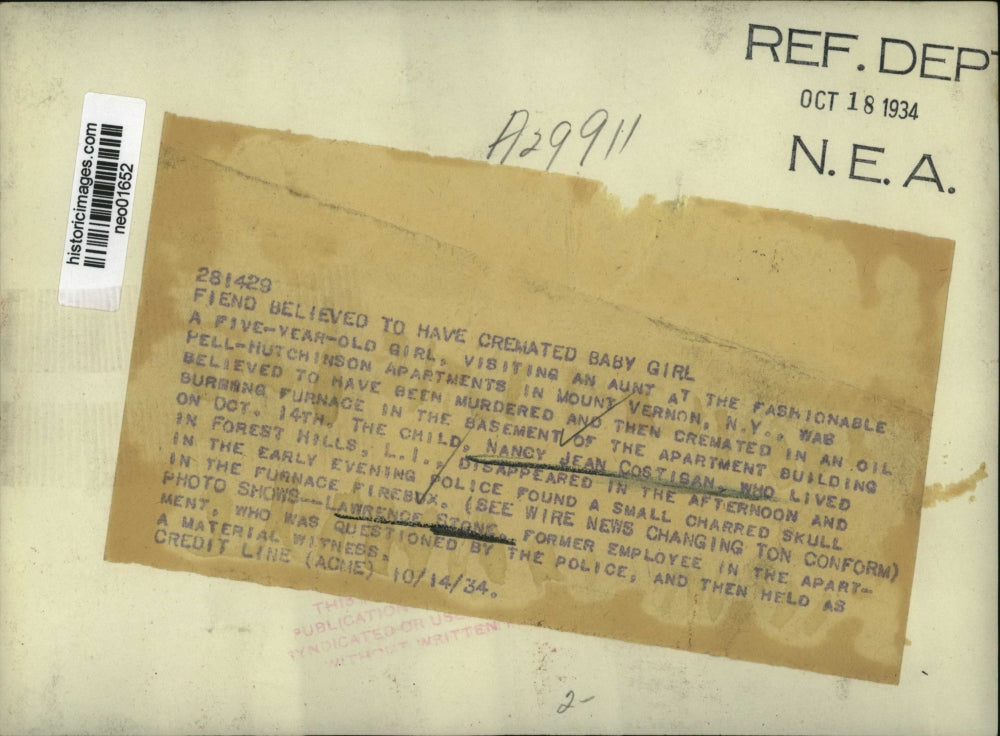 REF. DEPT
OCT 18 1934
N. E. A.
A29911
historicimages.com
neo01652
281429
FIEND BELIEVED TO HAVE CREMATED BABY GIRL
A FIVE-YEAR-OLD GIRL, VISITING AN AUNT AT THE FASHIONABLE
PELL-HUTCHINSON APARTMENTS IN MOUNT VERNON, N.Y., WAS
BELIEVED TO HAVE BEEN MURDERED AND THEN CREMATED IN AN OIL
BURNING FURNACE IN THE BASEMENT OF THE APARTMENT BUILDING
ON OCT. 14TH. THE CHILD, NANCY JEAN COSTIGAN, WHO LIVED
IN FOREST HILLS, L.I., DISAPPEARED IN THE AFTERNOON AND
IN THE EARLY EVENING POLICE FOUND A SMALL CHARRED SKULL
IN THE FURNACE FIREBOX. (SEE WIRE NEWS CHANGING TON CONFORM)
PHOTO SHOWS--LAWRENCE STONE, FORMER EMPLOYEE IN THE APART-
MENT, WHO WAS QUESTIONED BY THE POLICE, AND THEN HELD AS
A MATERIAL WITNESS.
CREDIT LINE (ACME) 10/14/34.
THIS
PUBLICATION
SYNDICATED OR USED
WITHOUT WRITTEN
2-